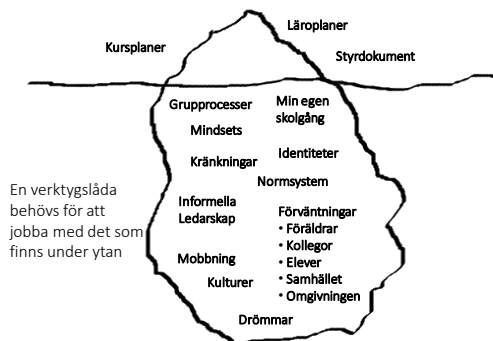 Läroplaner
Kursplaner
Styrdokument
Grupprocesser
Min egen
skolgång
Mindsets
Kränkningar
Identiteter
Normsystem
En verktygslåda
behövs för att
jobba med det som
finns under ytan
Informella
Ledarskap
Förväntningar
• Föräldrar
• Kollegor
• Elever
• Samhället
• Omgivningen
Mobbning
Kulturer
Drömmar